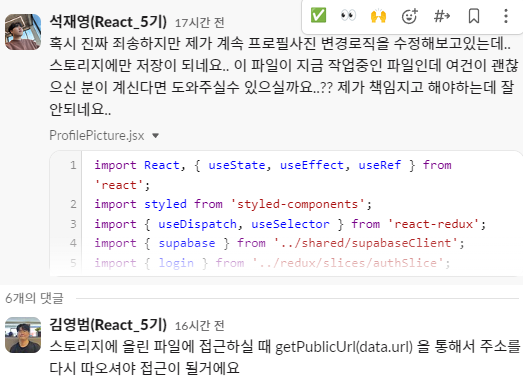 석재영(React_5기) 17시간 전
혹시 진짜 죄송하지만 제가 계속 프로필사진 변경로직을 수정해보고있는데..
스토리지에만 저장이 되네요.. 이 파일이 지금 작업중인 파일인데 여건이 괜찮
으신 분이 계신다면 도와주실수 있으실까요..?? 제가 책임지고 해야하는데 잘
안되네요..
ProfilePicture.jsx
1 import React, { useState, useEffect, useRef } from
'react';
2 import styled from 'styled-components';
3 import { useDispatch, useSelector } from 'react-redux';
4 import { supabase } from '../shared/supabaseClient';
5 import { login } from '../redux/slices/authSlice';
6개의 댓글
김영범(React_5기) 16시간 전
스토리지에 올린 파일에 접근하실 때 getPublicUrl(data.url) 을 통해서 주소를
다시 따오셔야 접근이 될거에요